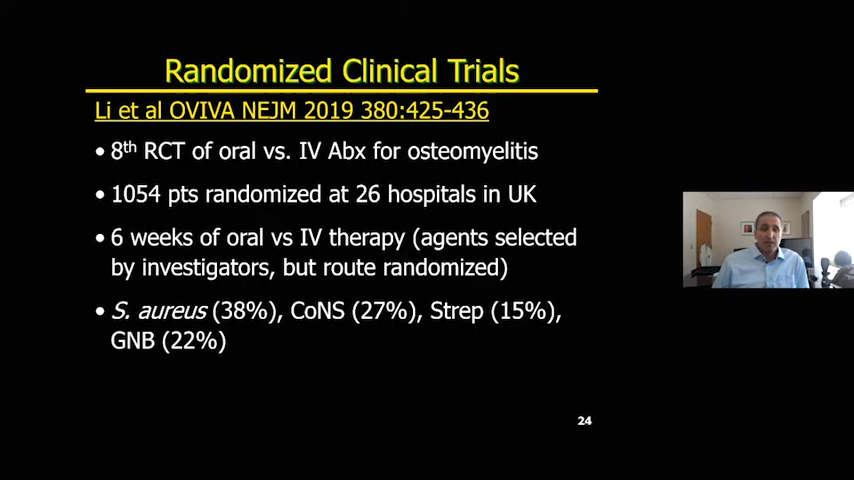 Randomized Clinical Trials
Li et al OVIVA NEJM 2019 380:425-436
• 8th RCT of oral vs. IV Abx for osteomyelitis
• 1054 pts randomized at 26 hospitals in UK
• 6 weeks of oral vs IV therapy (agents selected
by investigators, but route randomized)
• S. aureus (38%), CoNS (27%), Strep (15%),
GNB (22%)
24